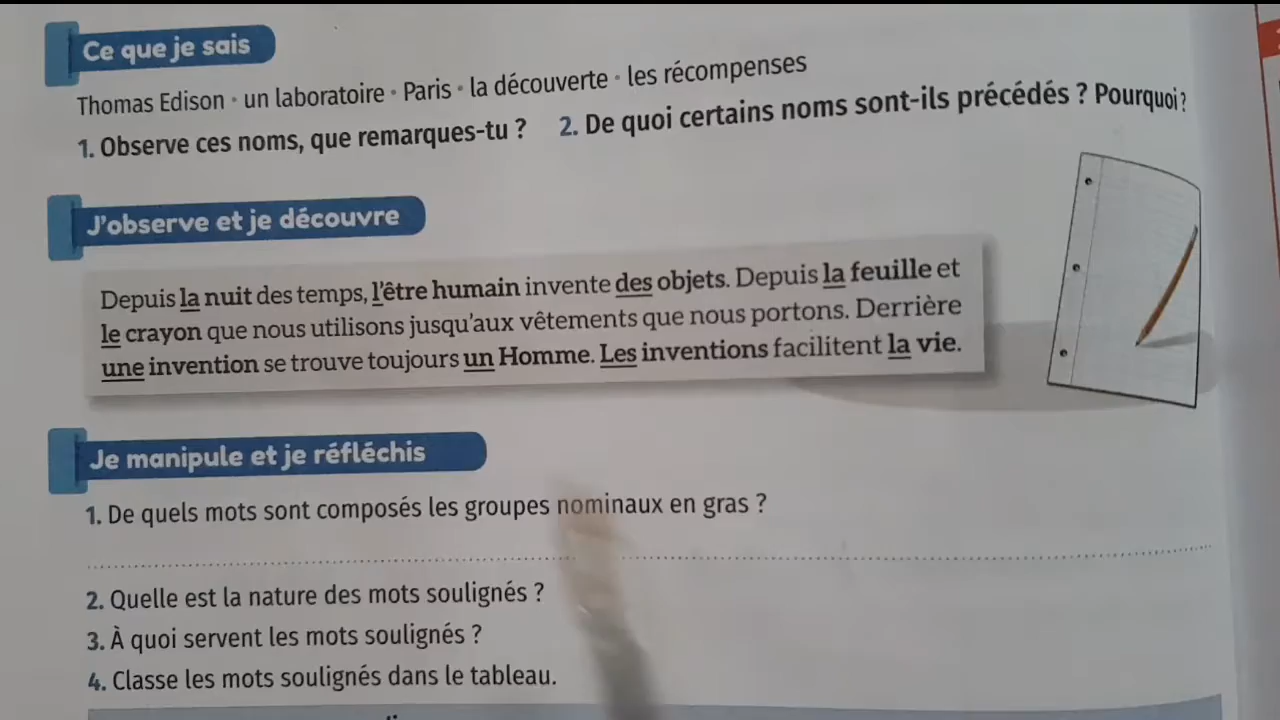 Ce que je sais
Thomas Edison • un laboratoire • Paris • la découverte • les récompenses
1. Observe ces noms, que remarques-tu ? 2. De quoi certains noms sont-ils précédés ? Pourquoi ?
J'observe et je découvre
Depuis la nuit des temps, l'être humain invente des objets. Depuis la feuille et
le crayon que nous utilisons jusqu'aux vêtements que nous portons. Derrière
une invention se trouve toujours un Homme. Les inventions facilitent la vie.
Je manipule et je réfléchis
1. De quels mots sont composés les groupes nominaux en gras ?
2. Quelle est la nature des mots soulignés ?
3. À quoi servent les mots soulignés ?
4. Classe les mots soulignés dans le tableau.